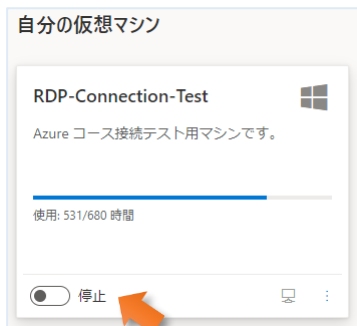 自分の仮想マシン
RDP-Connection-Test
Azure コース接続テスト用マシンです。
使用: 531/680 時間
停止